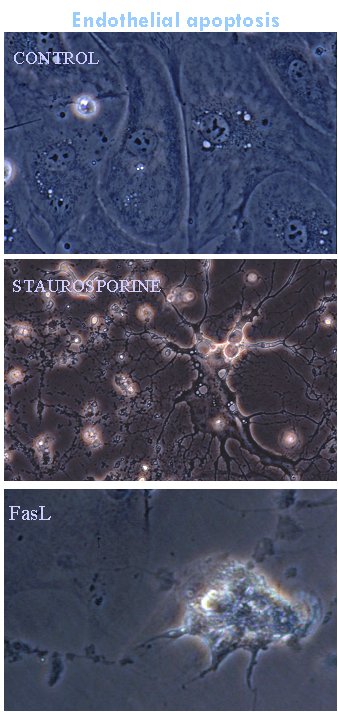 Endothelial apoptosis
CONTROL
STAUROSPORINE
FasL